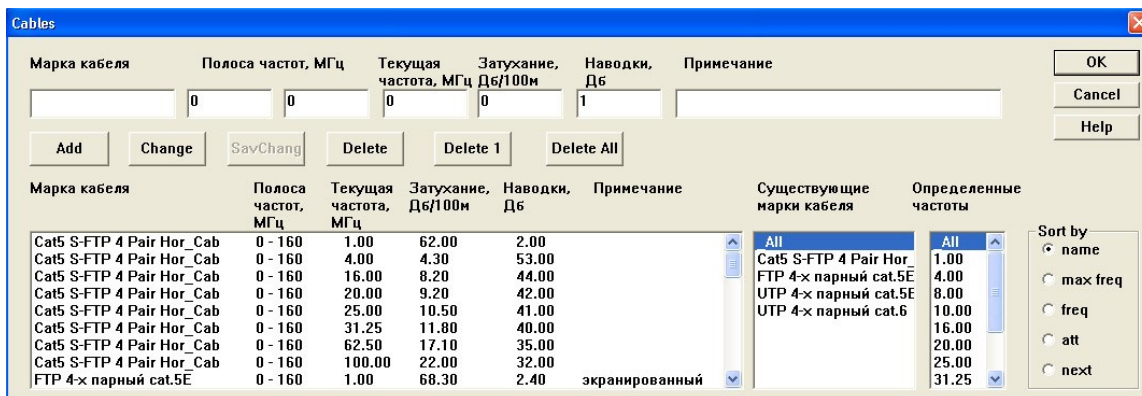 Cables
Марка кабеля Полоса частот, МГц Текущая частота, МГц Затухание, Дб/100м Наводки, Дб Примечание
0 0 0 0 1
OK
Cancel
Help
Add Change SavChang Delete Delete 1 Delete All
Марка кабеля Полоса частот, МГц Текущая частота, МГц Затухание, Дб/100м Наводки, Дб Примечание
Cat5 S-FTP 4 Pair Hor_Cab 0 - 160 1.00 62.00 2.00
Cat5 S-FTP 4 Pair Hor_Cab 0 - 160 4.00 4.30 53.00
Cat5 S-FTP 4 Pair Hor_Cab 0 - 160 16.00 8.20 44.00
Cat5 S-FTP 4 Pair Hor_Cab 0 - 160 20.00 9.20 42.00
Cat5 S-FTP 4 Pair Hor_Cab 0 - 160 25.00 10.50 41.00
Cat5 S-FTP 4 Pair Hor_Cab 0 - 160 31.25 11.80 40.00
Cat5 S-FTP 4 Pair Hor_Cab 0 - 160 62.50 17.10 35.00
Cat5 S-FTP 4 Pair Hor_Cab 0 - 160 100.00 22.00 32.00
FTP 4-х парный cat.5E 0 - 160 1.00 68.30 2.40 экранированный
Существующие марки кабеля
All
Cat5 S-FTP 4 Pair Hor_
FTP 4-х парный cat.5E
UTP 4-х парный cat.5E
UTP 4-х парный cat.6
Определенные частоты
All
1.00
4.00
8.00
10.00
16.00
20.00
25.00
31.25
Sort by
name
max freq
freq
att
next